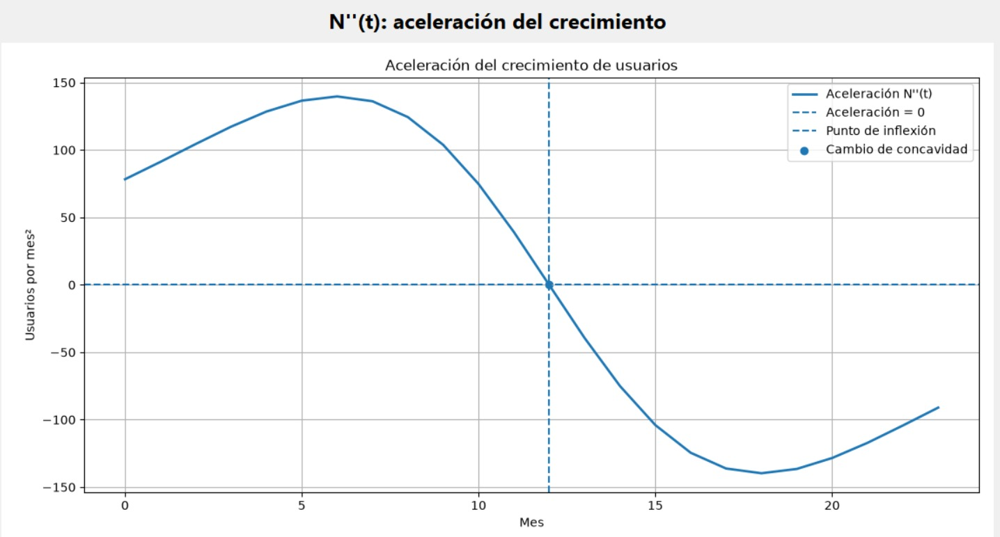 N''(t): aceleración del crecimiento
Aceleración del crecimiento de usuarios
150
100
50
0
−50
−100
−150
Usuarios por mes²
Aceleración N''(t)
Aceleración = 0
Punto de inflexión
Cambio de concavidad
0
5
10
15
20
Mes